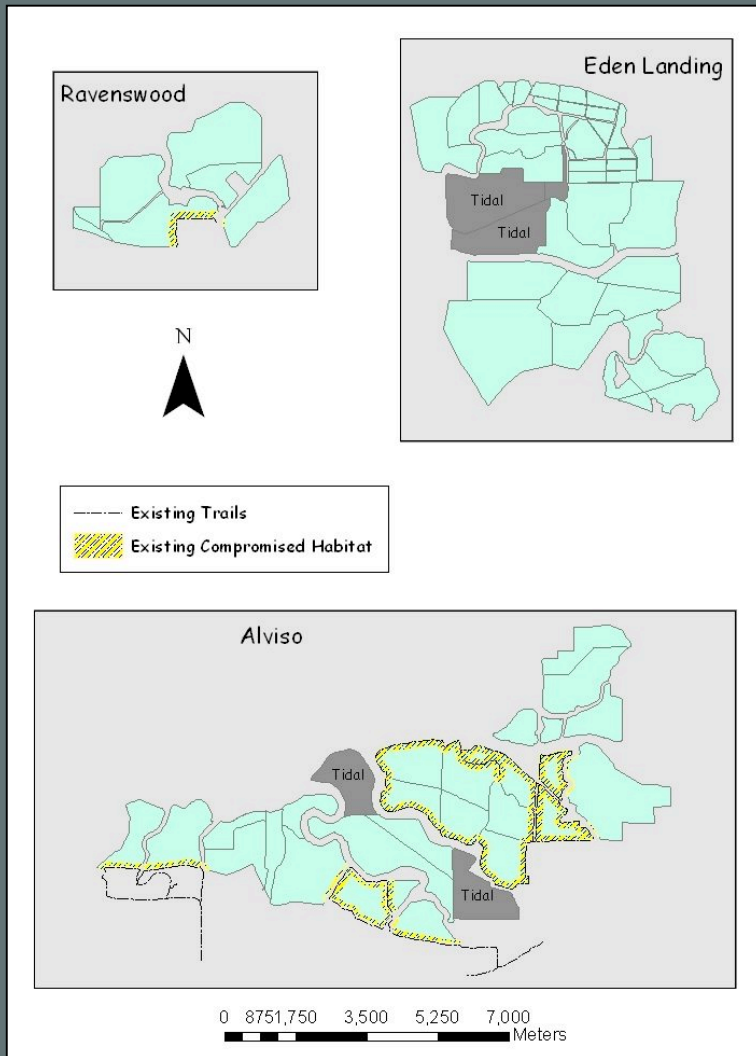 Ravenswood
Eden Landing
Tidal
Tidal
N
Existing Trails
Existing Compromised Habitat
Alviso
Tidal
Tidal
0 8751,750 3,500 5,250 7,000
Meters